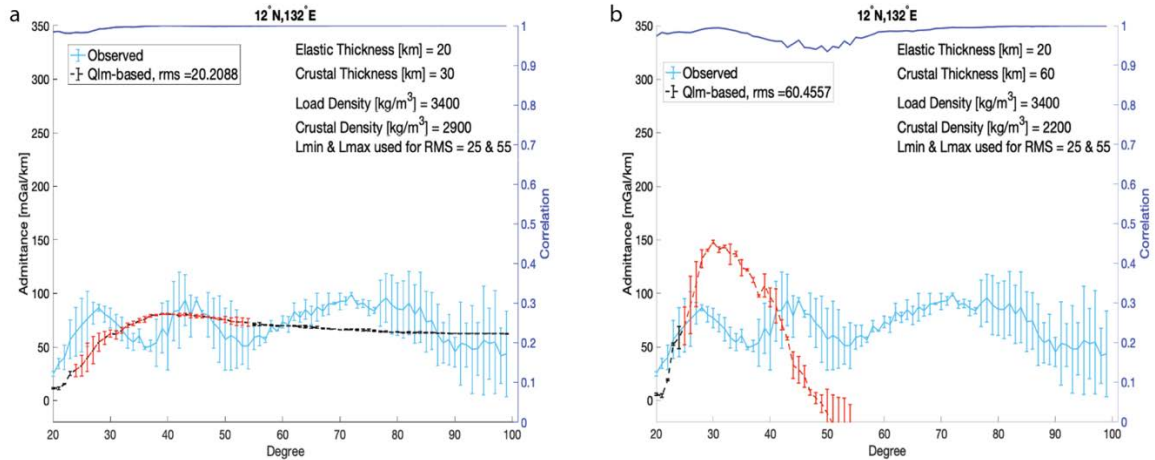 a
12°N,132°E
Observed
Qlm-based, rms =20.2088
Elastic Thickness [km] = 20
Crustal Thickness [km] = 30
Load Density [kg/m³] = 3400
Crustal Density [kg/m³] = 2900
Lmin & Lmax used for RMS = 25 & 55
Admittance [mGal/km]
350
300
250
200
150
100
50
0
1
0.9
0.8
0.7
0.6
0.5
0.4
0.3
0.2
0.1
0
Correlation
20 30 40 50 60 70 80 90 100
Degree
b
12°N,132°E
Observed
Qlm-based, rms =60.4557
Elastic Thickness [km] = 20
Crustal Thickness [km] = 60
Load Density [kg/m³] = 3400
Crustal Density [kg/m³] = 2200
Lmin & Lmax used for RMS = 25 & 55
Admittance [mGal/km]
350
300
250
200
150
100
50
0
1
0.9
0.8
0.7
0.6
0.5
0.4
0.3
0.2
0.1
0
Correlation
20 30 40 50 60 70 80 90 100
Degree